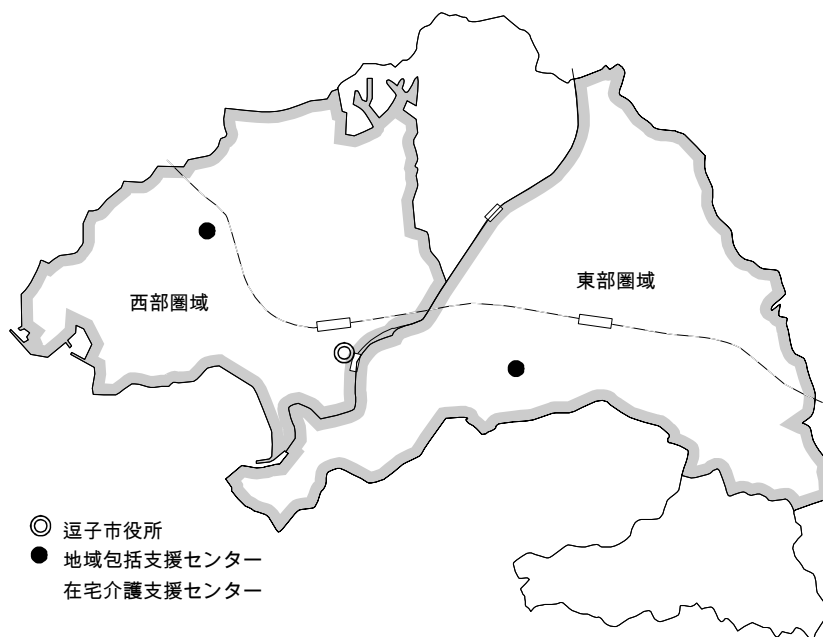 東部圏域
西部圏域
逗子市役所
地域包括支援センター
在宅介護支援センター